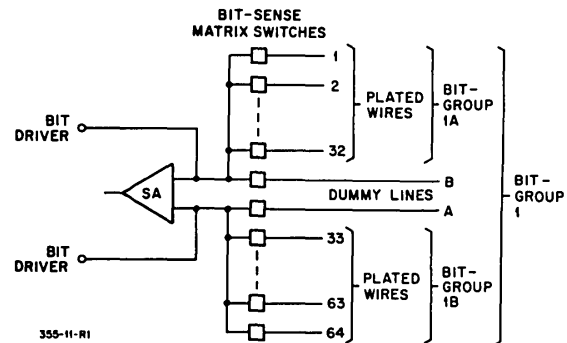 BIT-SENSE
MATRIX SWITCHES
1
2
32
PLATED
WIRES
BIT-
GROUP
1A
BIT
DRIVER
SA
B
DUMMY LINES
A
BIT-
GROUP
1
BIT
DRIVER
33
63
64
PLATED
WIRES
BIT-
GROUP
1B
355-11-R1